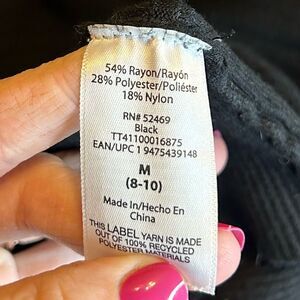 54% Rayon/Rayón
28% Polyester/Poliéster
18% Nylon
RN# 52469
Black
TT41100016875
EAN/UPC 1 9475439148
M
(8-10)
Made In/Hecho En
China
THIS LABEL YARN IS MADE
OUT OF 100% RECYCLED
POLYESTER MATERIALS